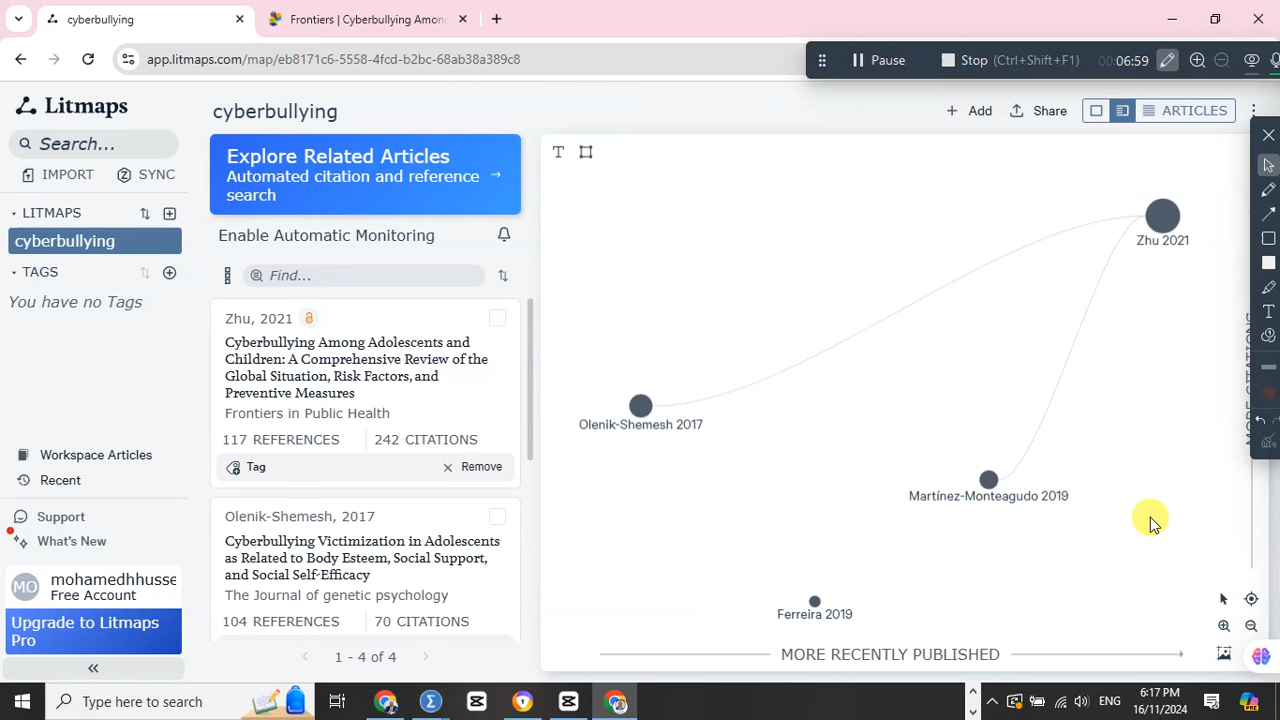 cyberbullying
Frontiers | Cyberbullying Amon
app.litmaps.com/map/eb8171c6-5558-4fcd-b2bc-68ab38a389c8
Pause
Stop (Ctrl+Shift+F1)
00:06:59
Litmaps
cyberbullying
Add
Share
ARTICLES
Search...
IMPORT
SYNC
LITMAPS
cyberbullying
TAGS
You have no Tags
Workspace Articles
Recent
Support
What's New
MO
mohamedhhusse
Free Account
Upgrade to Litmaps
Pro
Explore Related Articles
Automated citation and reference
search
Enable Automatic Monitoring
Find...
Zhu, 2021
Cyberbullying Among Adolescents and
Children: A Comprehensive Review of the
Global Situation, Risk Factors, and
Preventive Measures
Frontiers in Public Health
117 REFERENCES
242 CITATIONS
Tag
Remove
Olenik-Shemesh, 2017
Cyberbullying Victimization in Adolescents
as Related to Body Esteem, Social Support,
and Social Self-Efficacy
The Journal of genetic psychology
104 REFERENCES
70 CITATIONS
1 - 4 of 4
T
Zhu 2021
Olenik-Shemesh 2017
Martínez-Monteagudo 2019
Ferreira 2019
MORE CITATIONS
MORE RECENTLY PUBLISHED
T
Type here to search
ENG
6:17 PM
16/11/2024
PRE